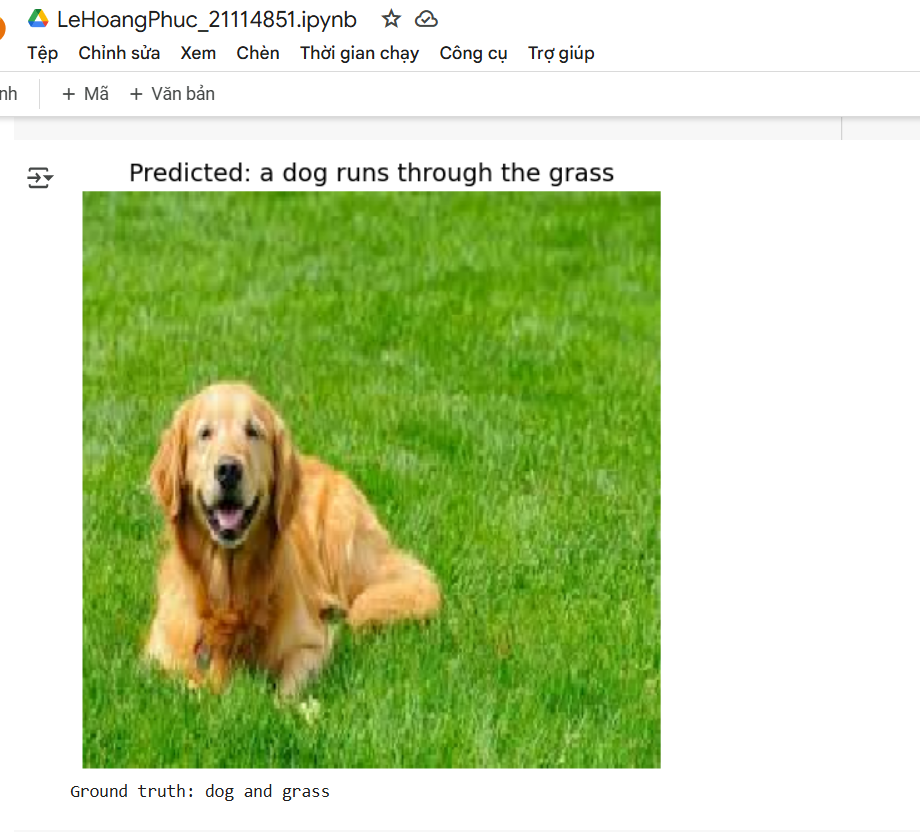 LeHoangPhuc_21114851.ipynb
Tệp Chỉnh sửa Xem Chèn Thời gian chạy Công cụ Trợ giúp
nh + Mã + Văn bản
Predicted: a dog runs through the grass
Ground truth: dog and grass